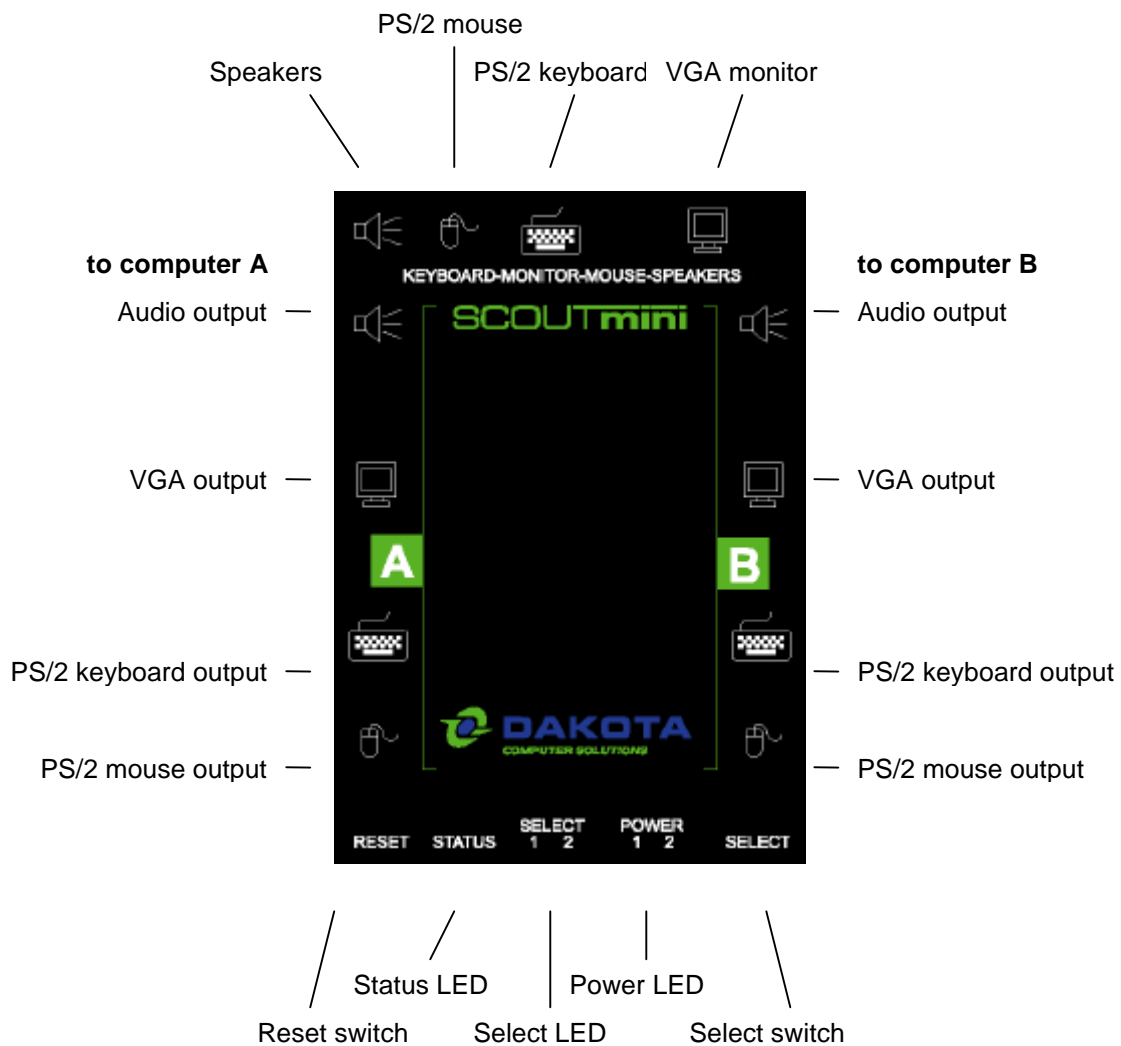 PS/2 mouse
Speakers
PS/2 keyboard
VGA monitor
to computer A
to computer B
KEYBOARD-MONITOR-MOUSE-SPEAKERS
Audio output
SCOUTmini
Audio output
VGA output
VGA output
A
B
PS/2 keyboard output
PS/2 keyboard output
DAKOTA
COMPUTER SOLUTIONS
PS/2 mouse output
PS/2 mouse output
SELECT
POWER
RESET
STATUS
1 2
1 2
SELECT
Status LED
Power LED
Reset switch
Select LED
Select switch